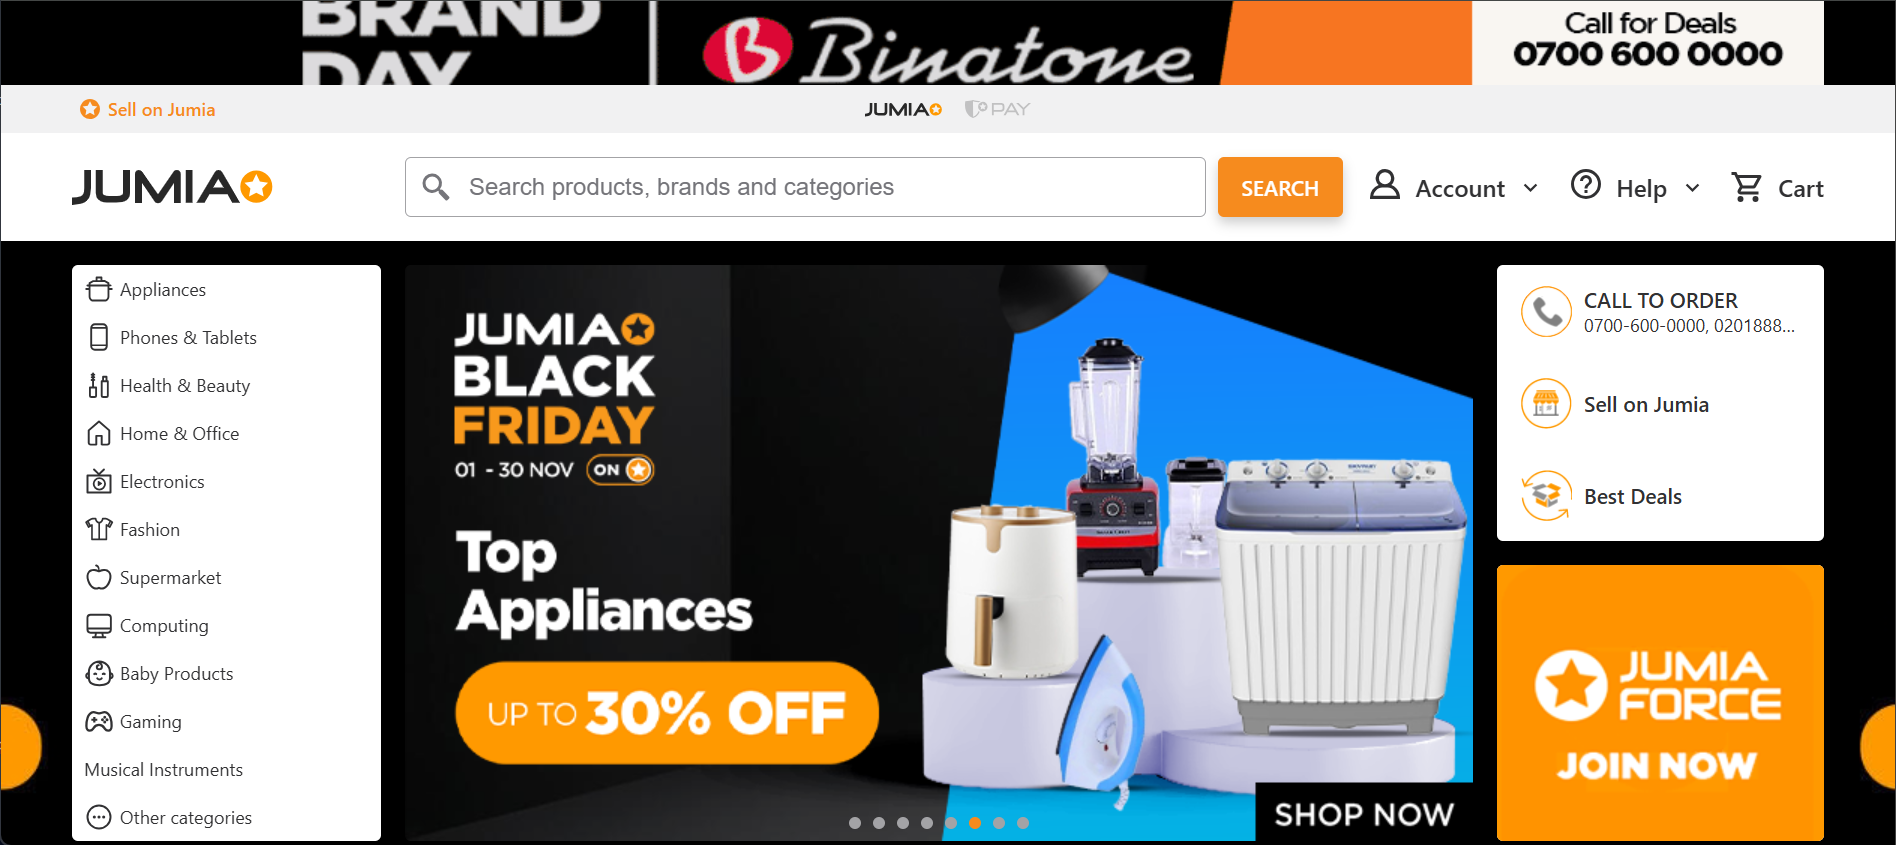 BRAND
DAY
Binatone
Call for Deals
0700 600 0000
Sell on Jumia
JUMIA
PAY
JUMIA
Search products, brands and categories
SEARCH
Account
Help
Cart
Appliances
Phones & Tablets
Health & Beauty
Home & Office
Electronics
Fashion
Supermarket
Computing
Baby Products
Gaming
Musical Instruments
Other categories
JUMIA
BLACK
FRIDAY
01 - 30 NOV ON
Top
Appliances
UP TO 30% OFF
SHOP NOW
CALL TO ORDER
0700-600-0000, 0201888...
Sell on Jumia
Best Deals
JUMIA
FORCE
JOIN NOW